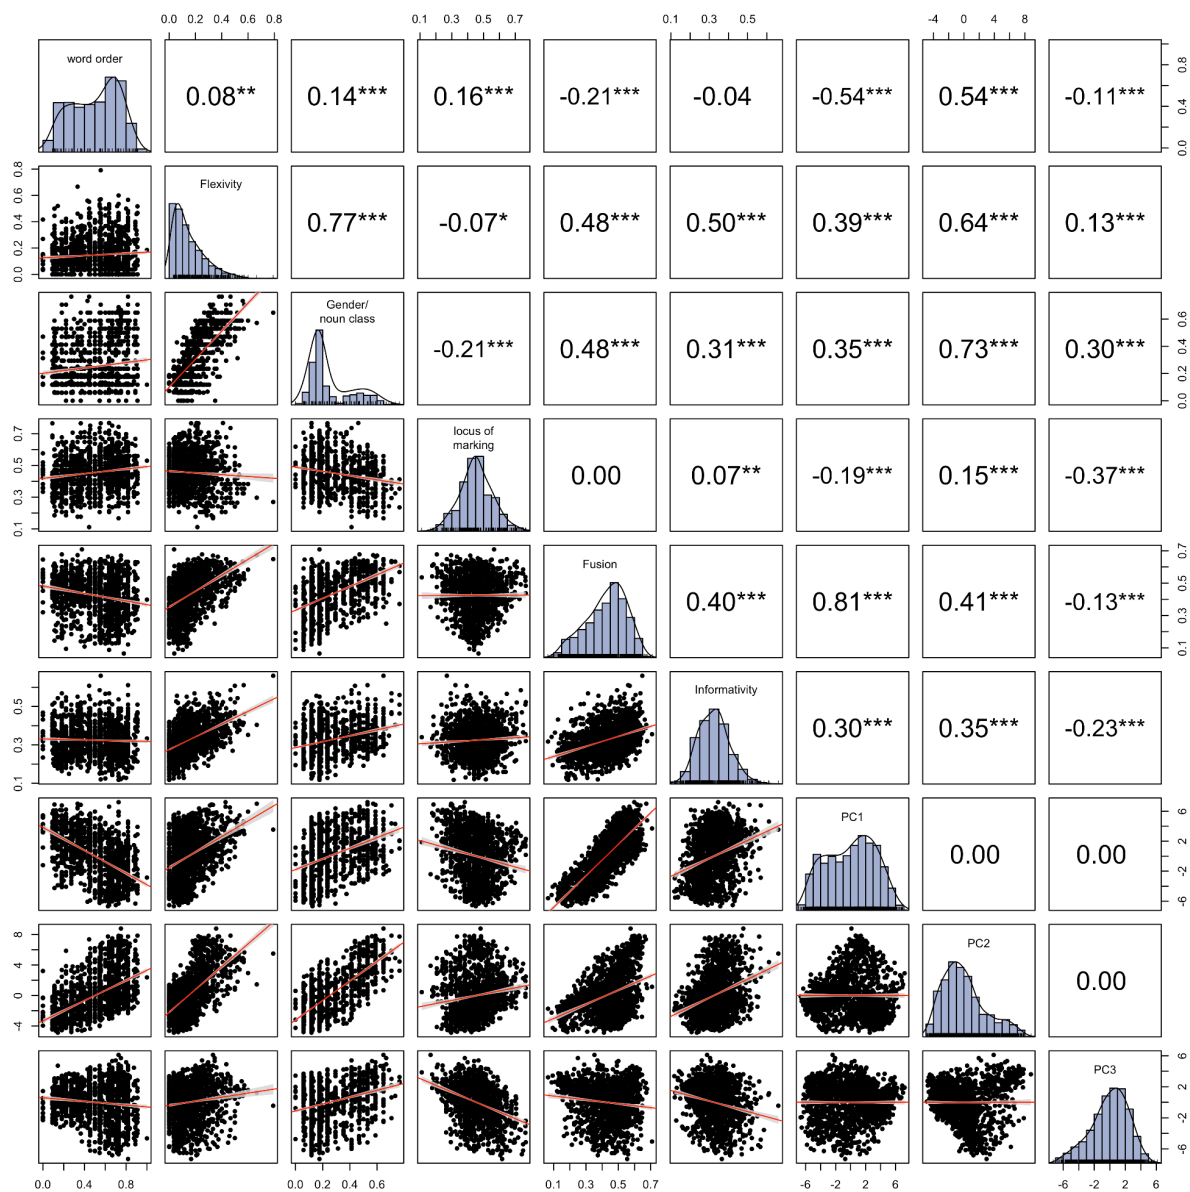 0.0 0.2 0.4 0.6 0.8 0.1 0.3 0.5 0.7 0.1 0.3 0.5 -4 0 4 8
word order
0.08** 0.14*** 0.16*** -0.21*** -0.04 -0.54*** 0.54*** -0.11***
0.0 0.4 0.8
0.0 0.2 0.4 0.6 0.8
Flexivity
0.77*** -0.07* 0.48*** 0.50*** 0.39*** 0.64*** 0.13***
Gender/
noun class
-0.21*** 0.48*** 0.31*** 0.35*** 0.73*** 0.30***
0.0 0.2 0.4 0.6
0.1 0.3 0.5 0.7
locus of
marking
0.00 0.07** -0.19*** 0.15*** -0.37***
Fusion
0.40*** 0.81*** 0.41*** -0.13***
0.1 0.3 0.5 0.7
0.1 0.3 0.5
Informativity
0.30*** 0.35*** -0.23***
PC1
0.00 0.00
-6 -2 2 6
-4 0 4 8
PC2
0.00
PC3
-6 -2 2 6
0.0 0.4 0.8 0.0 0.2 0.4 0.6 0.1 0.3 0.5 0.7 -6 -2 2 6 -6 -2 2 6